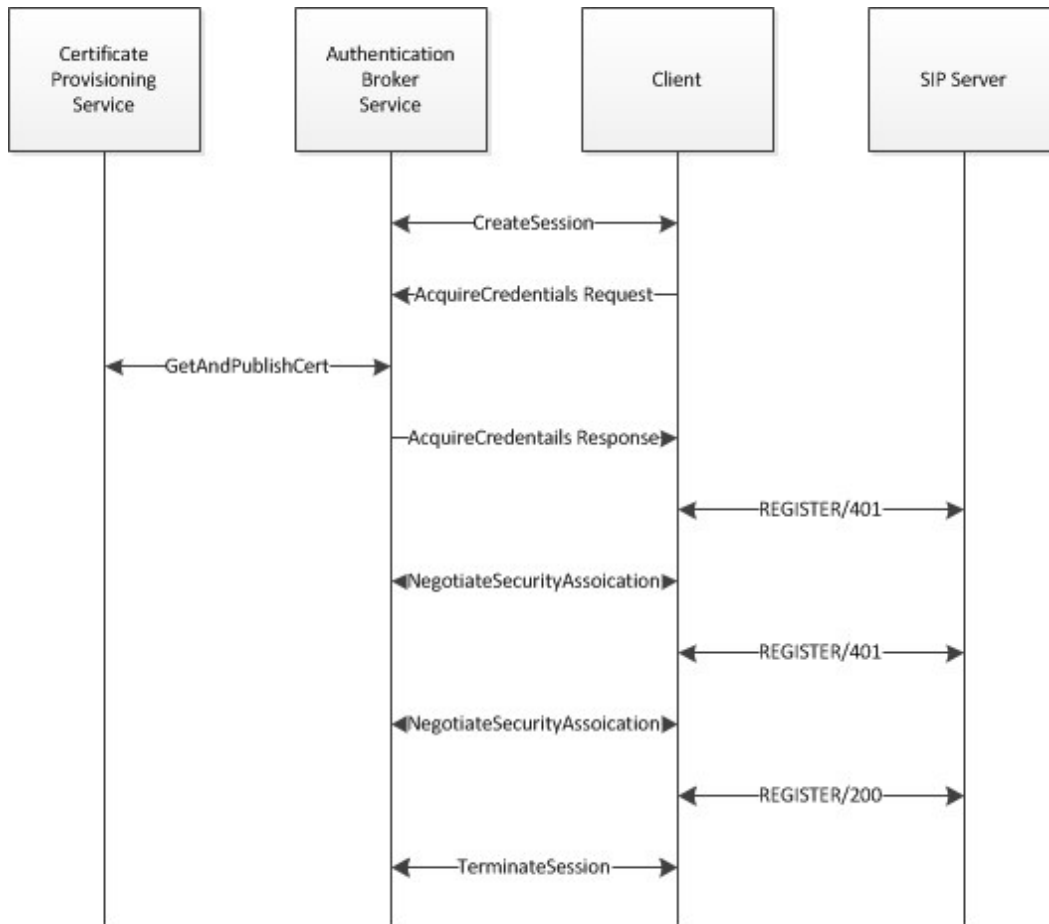 Certificate
Provisioning
Service
Authentication
Broker
Service
Client
SIP Server
CreateSession
AcquireCredentials Request
GetAndPublishCert
AcquireCredentails Response
REGISTER/401
NegotiateSecurityAssoication
REGISTER/401
NegotiateSecurityAssoication
REGISTER/200
TerminateSession